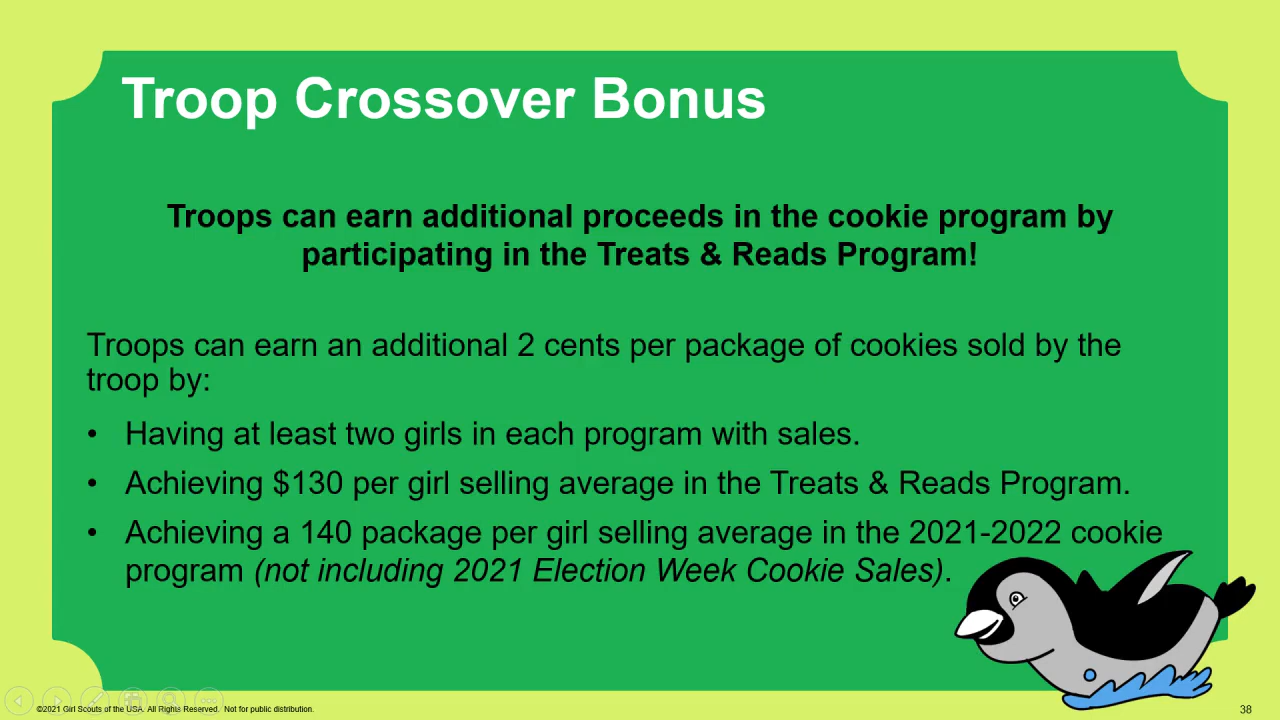 Troop Crossover Bonus
Troops can earn additional proceeds in the cookie program by
participating in the Treats & Reads Program!
Troops can earn an additional 2 cents per package of cookies sold by the
troop by:
• Having at least two girls in each program with sales.
• Achieving $130 per girl selling average in the Treats & Reads Program.
• Achieving a 140 package per girl selling average in the 2021-2022 cookie
program (not including 2021 Election Week Cookie Sales).
©2021 Girl Scouts of the USA. All Rights Reserved. Not for public distribution.
38